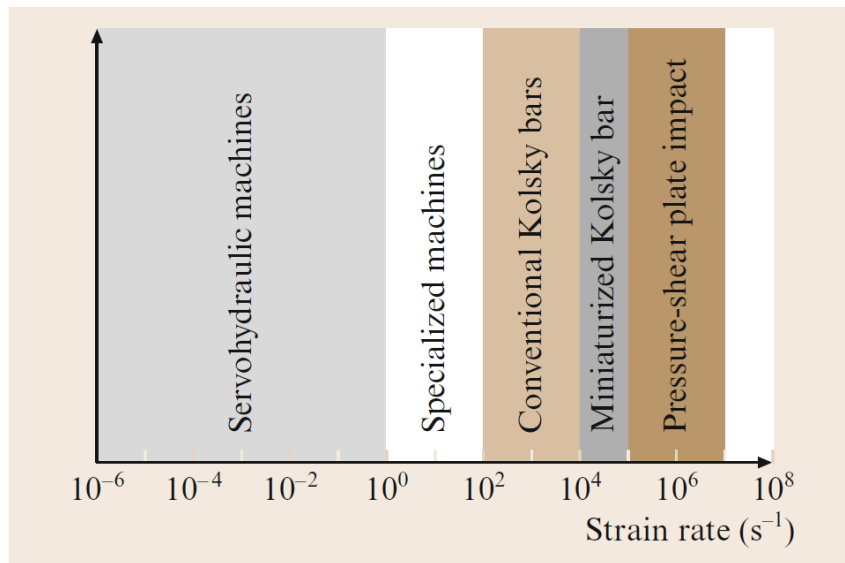 Servohydraulic machines
Specialized machines
Conventional Kolsky bars
Miniaturized Kolsky bar
Pressure-shear plate impact
10⁻⁶ 10⁻⁴ 10⁻² 10⁰ 10² 10⁴ 10⁶ 10⁸
Strain rate (s⁻¹)